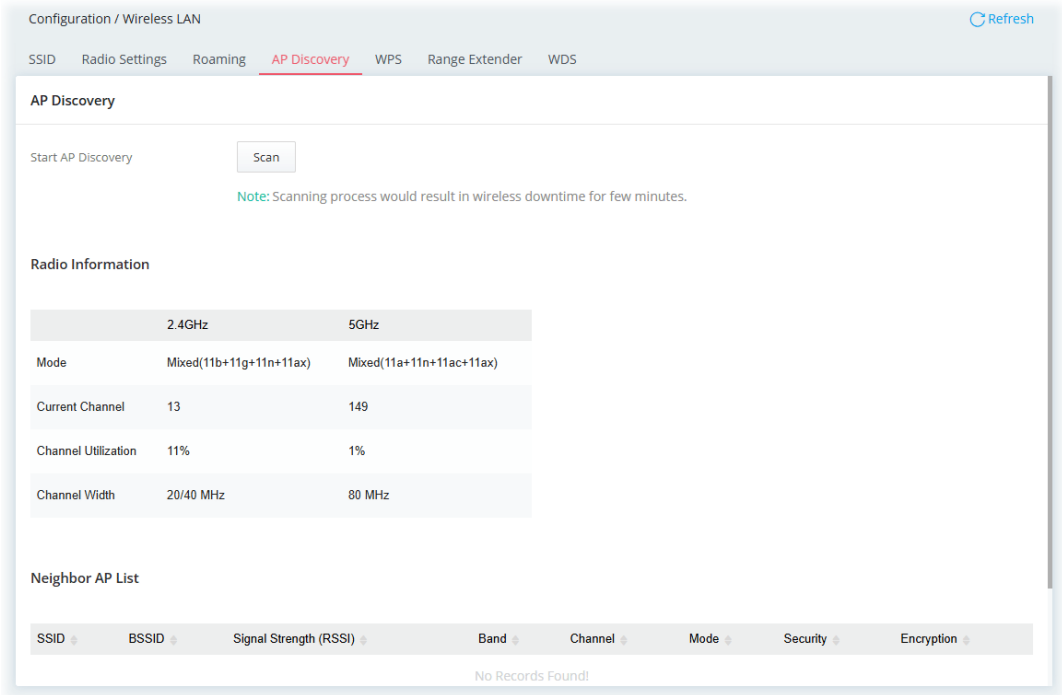 Configuration / Wireless LAN Refresh
SSID Radio Settings Roaming AP Discovery WPS Range Extender WDS
AP Discovery
Start AP Discovery Scan
Note: Scanning process would result in wireless downtime for few minutes.
Radio Information
2.4GHz 5GHz
Mode Mixed(11b+11g+11n+11ax) Mixed(11a+11n+11ac+11ax)
Current Channel 13 149
Channel Utilization 11% 1%
Channel Width 20/40 MHz 80 MHz
Neighbor AP List
SSID BSSID Signal Strength (RSSI) Band Channel Mode Security Encryption
No Records Found!